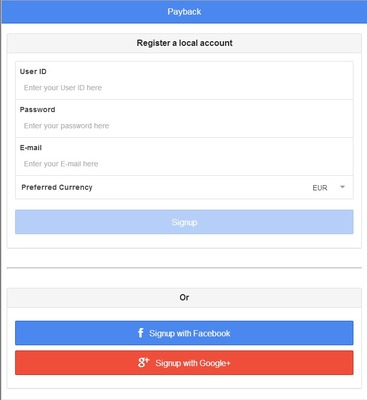 Payback
Register a local account
User ID
Enter your User ID here
Password
Enter your password here
E-mail
Enter your E-mail here
Preferred Currency EUR
Signup
Or
f Signup with Facebook
g+ Signup with Google+